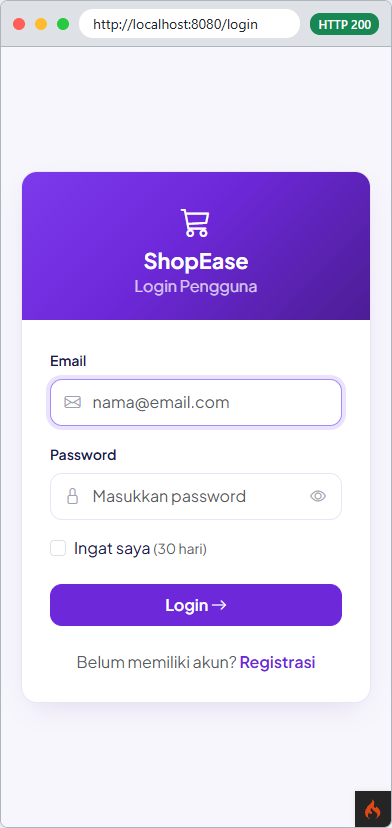 http://localhost:8080/login
HTTP 200
ShopEase
Login Pengguna
Email
nama@email.com
Password
Masukkan password
Ingat saya (30 hari)
Login →
Belum memiliki akun? Registrasi